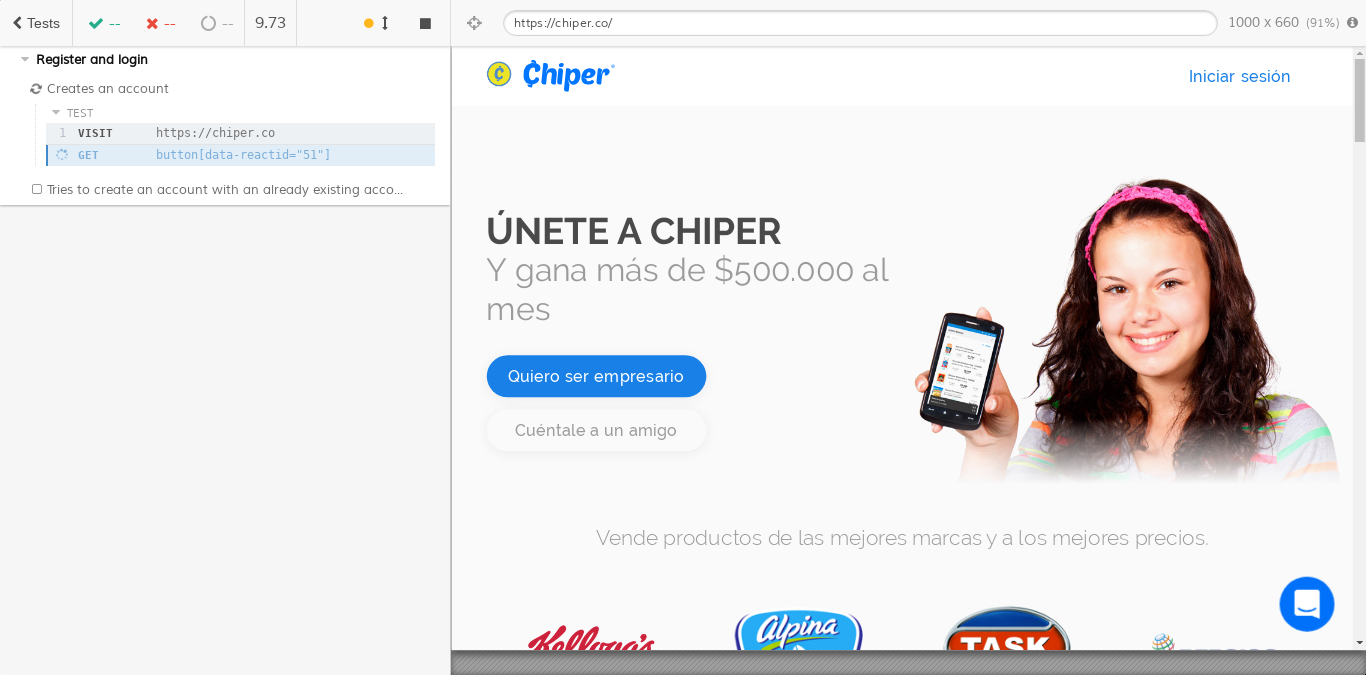 Tests
--
--
--
9.73
https://chiper.co/
1000 x 660 (91%)
Register and login
Creates an account
TEST
1 VISIT https://chiper.co
GET button[data-reactid="51"]
Tries to create an account with an already existing acco...
Chiper
Iniciar sesión
ÚNETE A CHIPER
Y gana más de $500.000 al
mes
Quiero ser empresario
Cuéntale a un amigo
Vende productos de las mejores marcas y a los mejores precios.
Kellogg's
Alpina
TASK